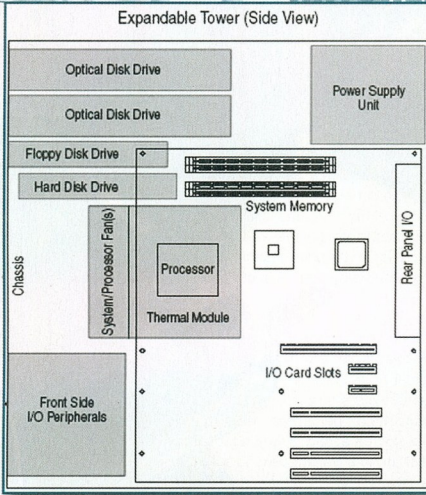 Expandable Tower (Side View)
Optical Disk Drive
Optical Disk Drive
Power Supply
Unit
Floppy Disk Drive
Hard Disk Drive
System Memory
Rear Panel I/O
Chassis
System/Processor Fan(s)
Processor
Thermal Module
I/O Card Slots
Front Side
I/O Peripherals